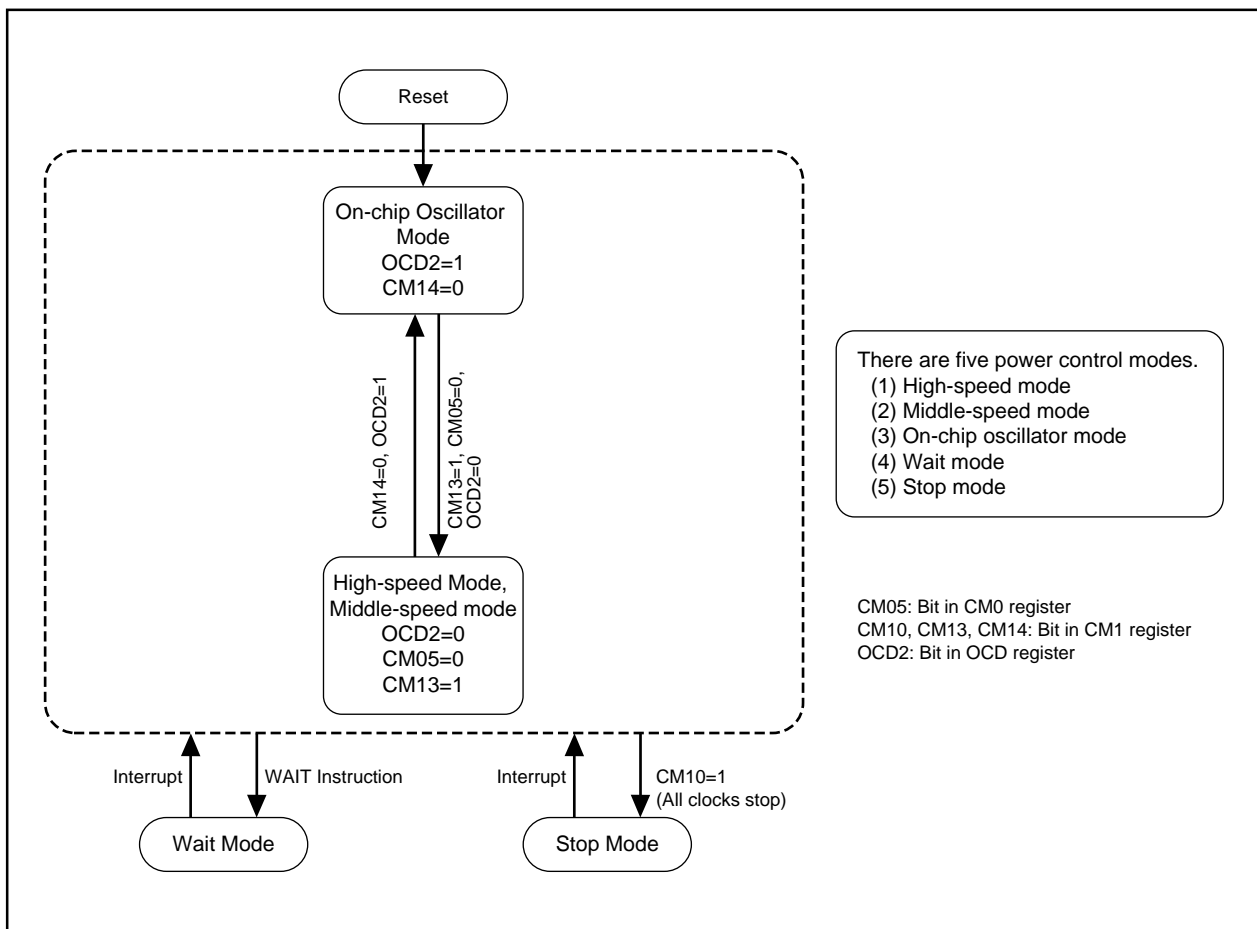 Reset
On-chip Oscillator
Mode
OCD2=1
CM14=0
CM14=0, OCD2=1
CM13=1, CM05=0,
OCD2=0
High-speed Mode,
Middle-speed mode
OCD2=0
CM05=0
CM13=1
There are five power control modes.
(1) High-speed mode
(2) Middle-speed mode
(3) On-chip oscillator mode
(4) Wait mode
(5) Stop mode
CM05: Bit in CM0 register
CM10, CM13, CM14: Bit in CM1 register
OCD2: Bit in OCD register
Interrupt
WAIT Instruction
Interrupt
CM10=1
(All clocks stop)
Wait Mode
Stop Mode